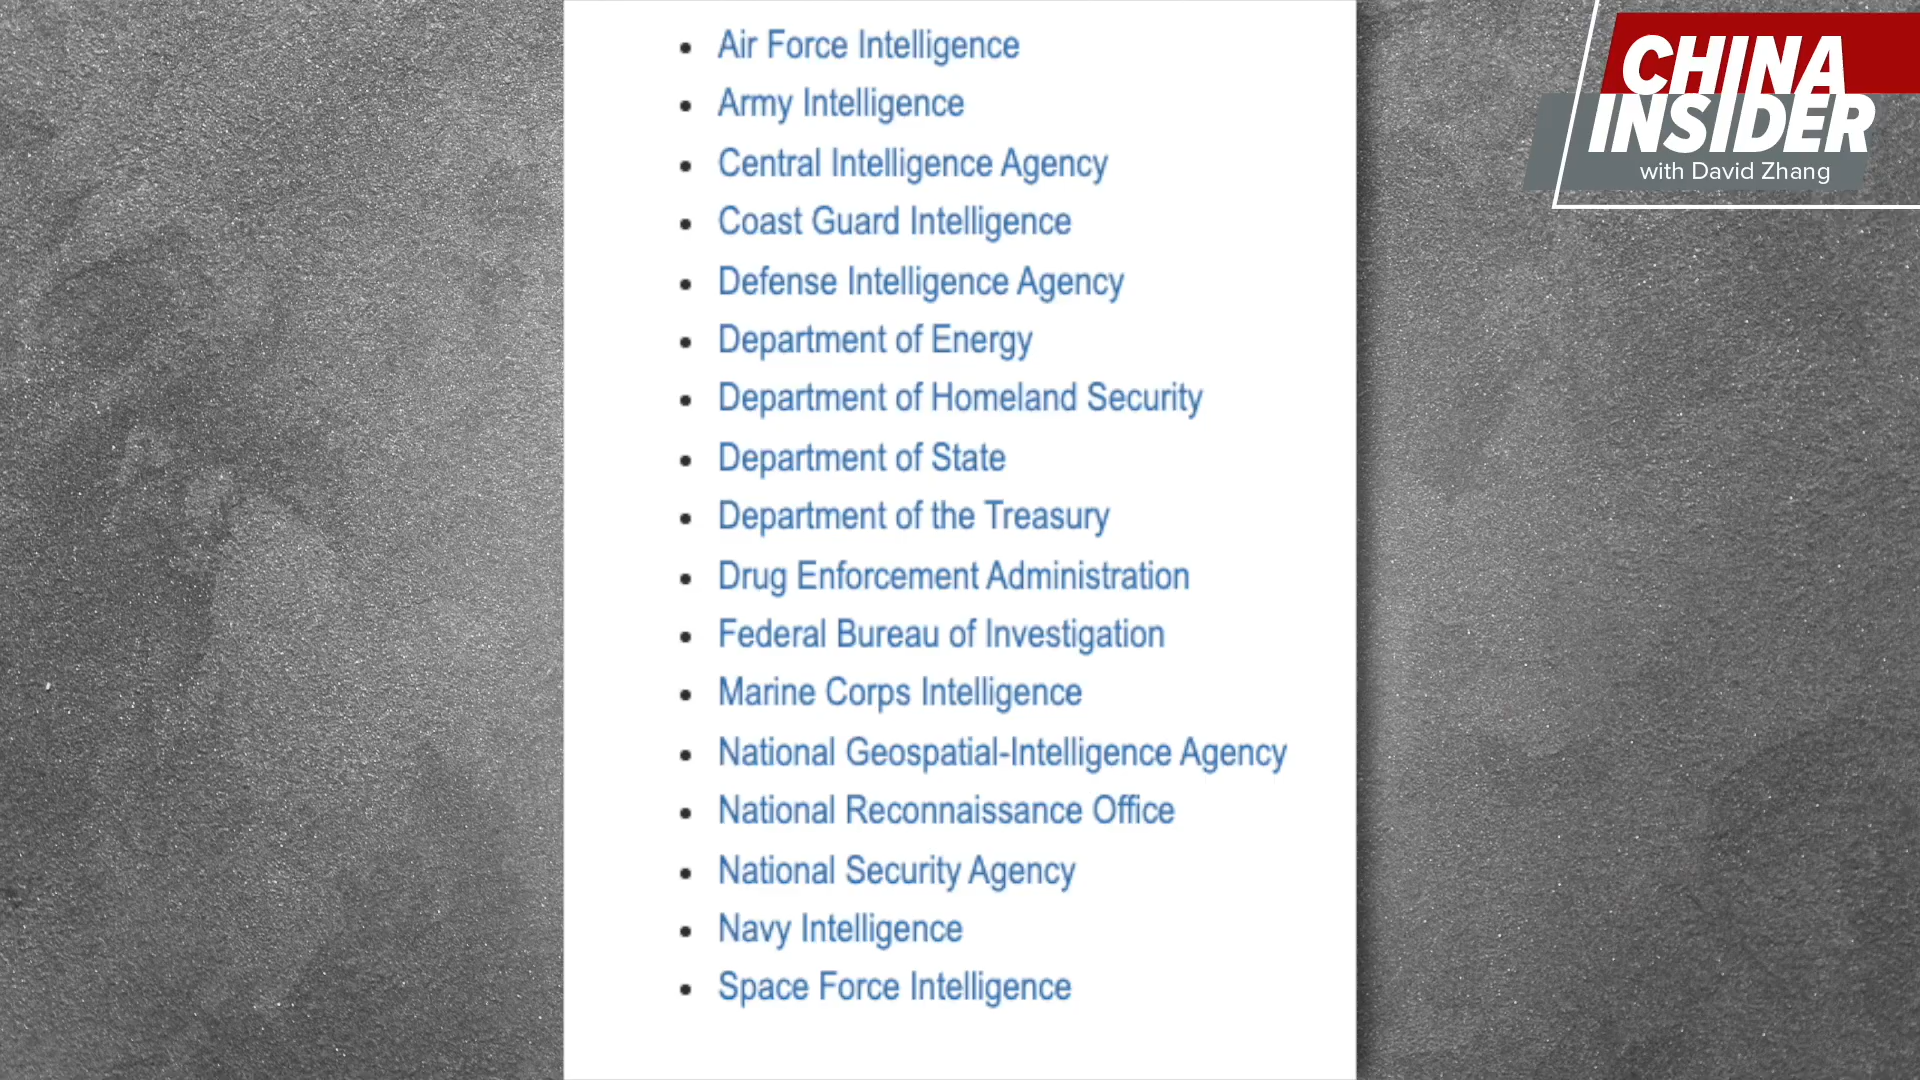 Air Force Intelligence
Army Intelligence
Central Intelligence Agency
Coast Guard Intelligence
Defense Intelligence Agency
Department of Energy
Department of Homeland Security
Department of State
Department of the Treasury
Drug Enforcement Administration
Federal Bureau of Investigation
Marine Corps Intelligence
National Geospatial-Intelligence Agency
National Reconnaissance Office
National Security Agency
Navy Intelligence
Space Force Intelligence
CHINA
INSIDER
with David Zhang